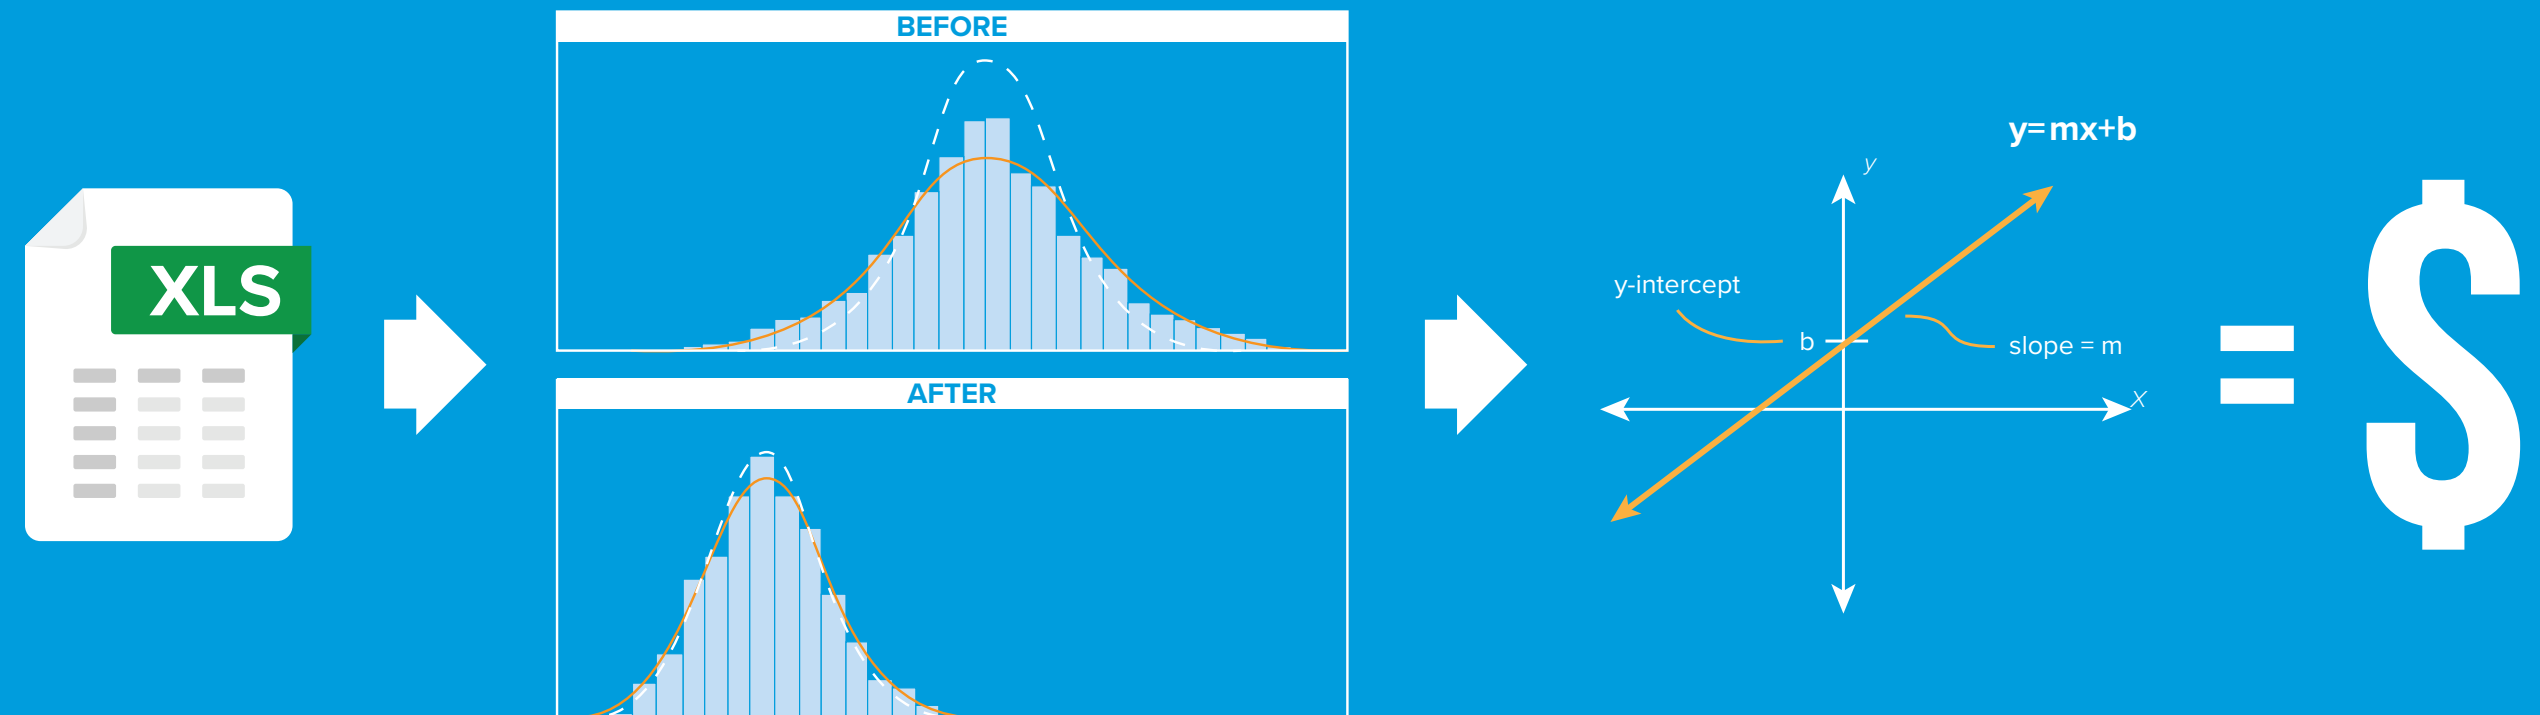 XLS
BEFORE
AFTER
y=mx+b
y
y-intercept
b
slope = m
x
=
$